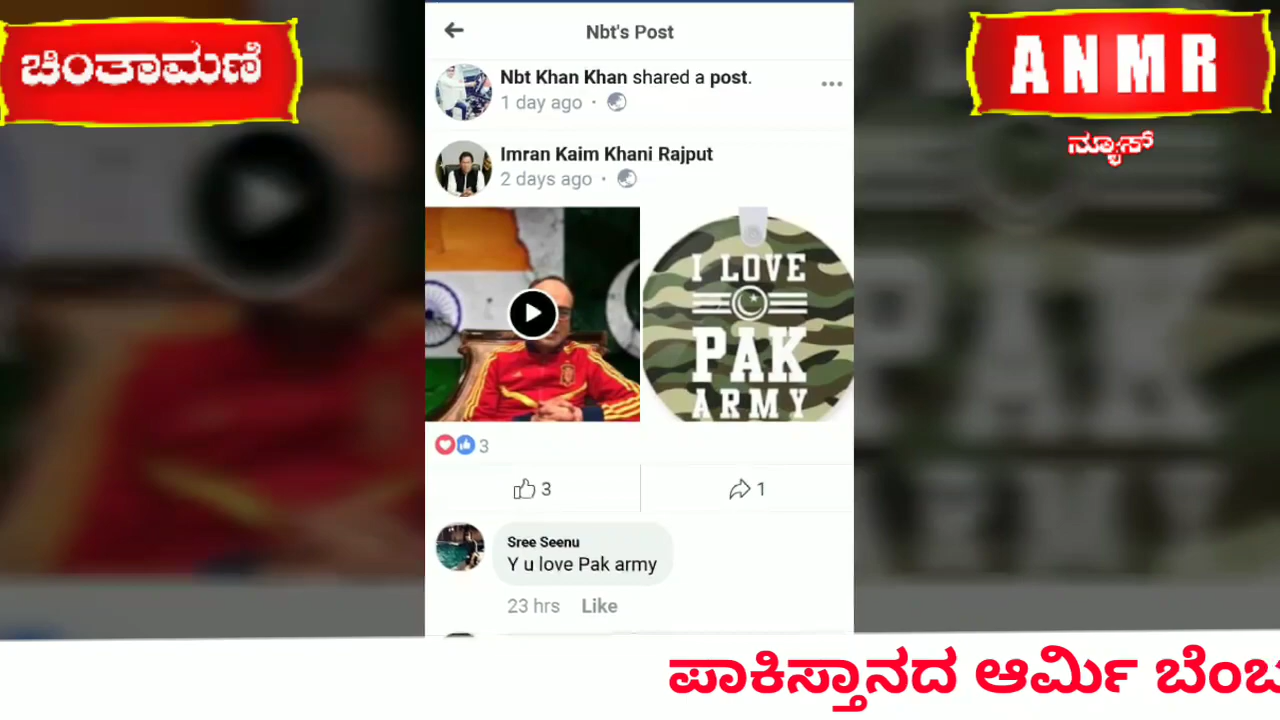 ಚಿಂತಾಮಣಿ
ANMR
ನ್ಯೂಸ್
Nbt's Post
Nbt Khan Khan shared a post.
1 day ago ·
Imran Kaim Khani Rajput
2 days ago ·
I LOVE
PAK
ARMY
3
3
1
Sree Seenu
Y u love Pak army
23 hrs Like
ಪಾಕಿಸ್ತಾನದ ಆರ್ಮಿ